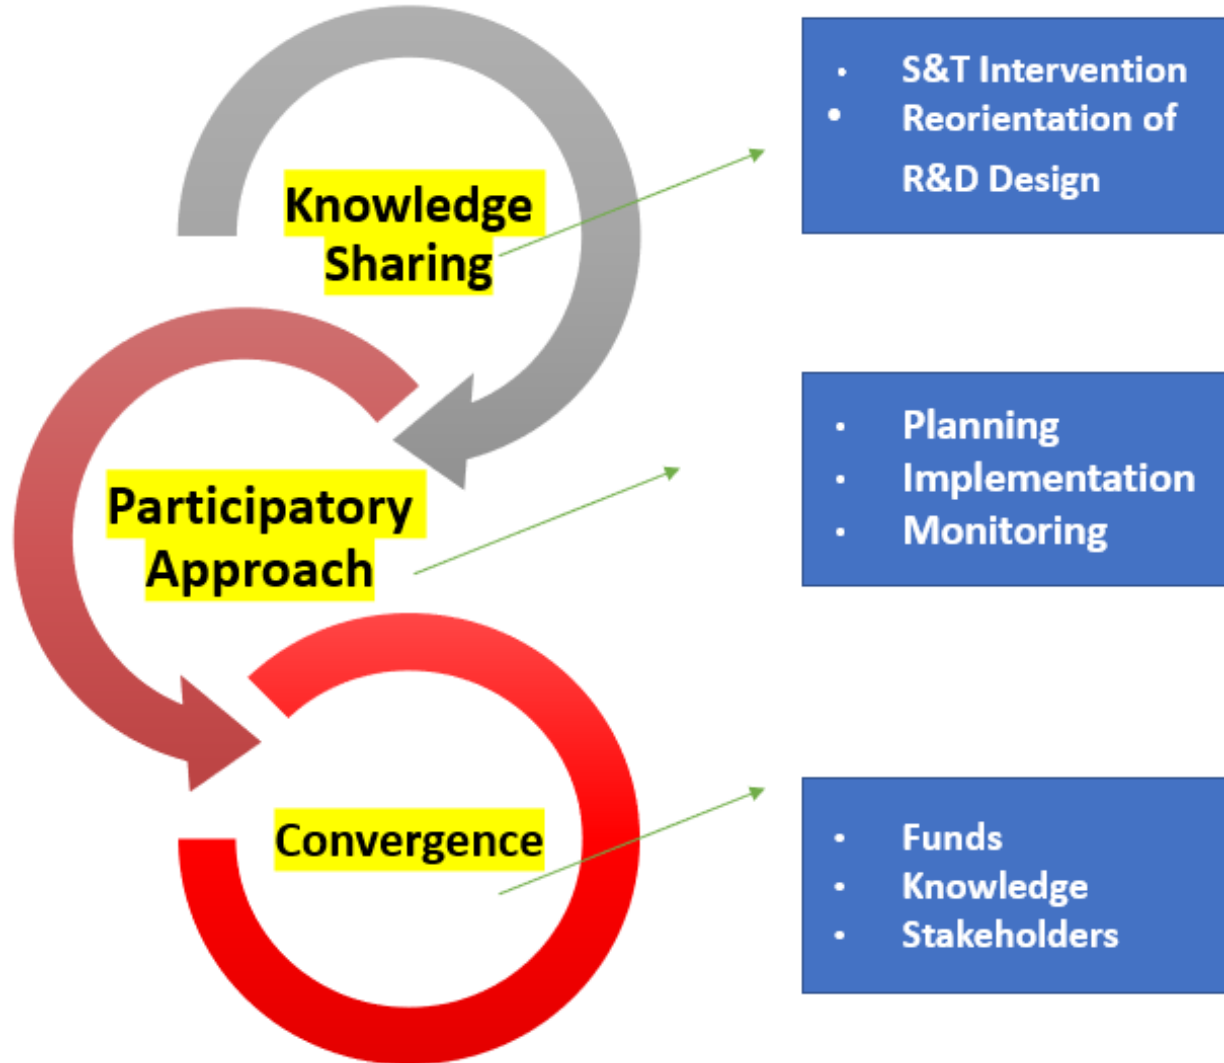 Knowledge
Sharing
• S&T Intervention
• Reorientation of
R&D Design
Participatory
Approach
• Planning
• Implementation
• Monitoring
Convergence
• Funds
• Knowledge
• Stakeholders